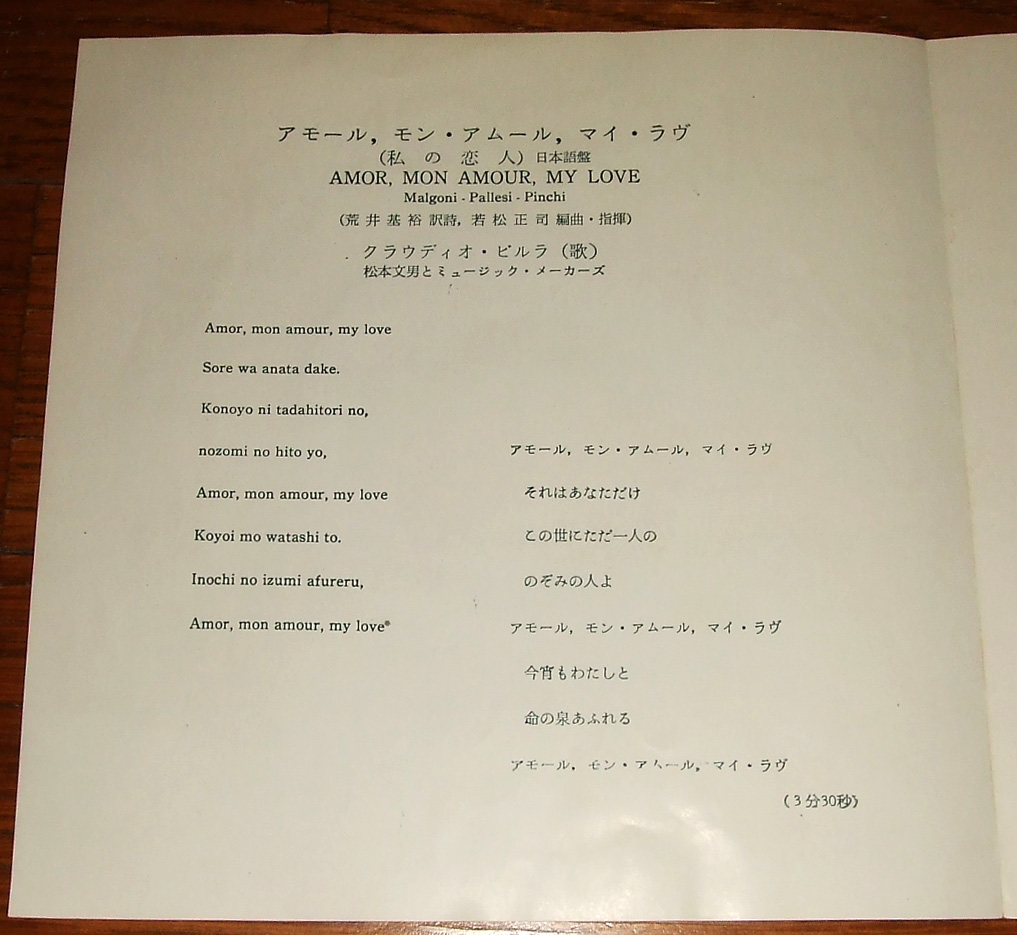 アモール, モン・アムール, マイ・ラヴ
(私の恋人) 日本語盤
AMOR, MON AMOUR, MY LOVE
Malgoni - Pallesi - Pinchi
(荒井基裕 訳詩, 若松正司 編曲・指揮)
クラウディオ・ビルラ (歌)
松本文男とミュージック・メーカーズ
Amor, mon amour, my love
Sore wa anata dake.
Konoyo ni tadahitori no,
nozomi no hito yo,
Amor, mon amour, my love
Koyoi mo watashi to.
Inochi no izumi afureru,
Amor, mon amour, my love
アモール, モン・アムール, マイ・ラヴ
それはあなただけ
この世にただ一人の
のぞみの人よ
アモール, モン・アムール, マイ・ラヴ
今宵もわたしと
命の泉あふれる
アモール, モン・アムール, マイ・ラヴ
(3分30秒)